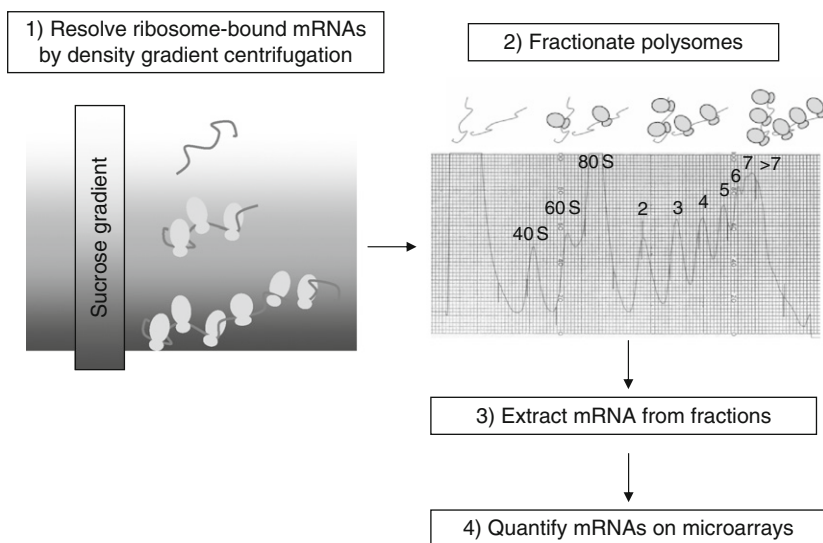 1) Resolve ribosome-bound mRNAs
by density gradient centrifugation
Sucrose gradient
2) Fractionate polysomes
40 S
60 S
80 S
2
3
4
5
6
7
>7
3) Extract mRNA from fractions
4) Quantify mRNAs on microarrays